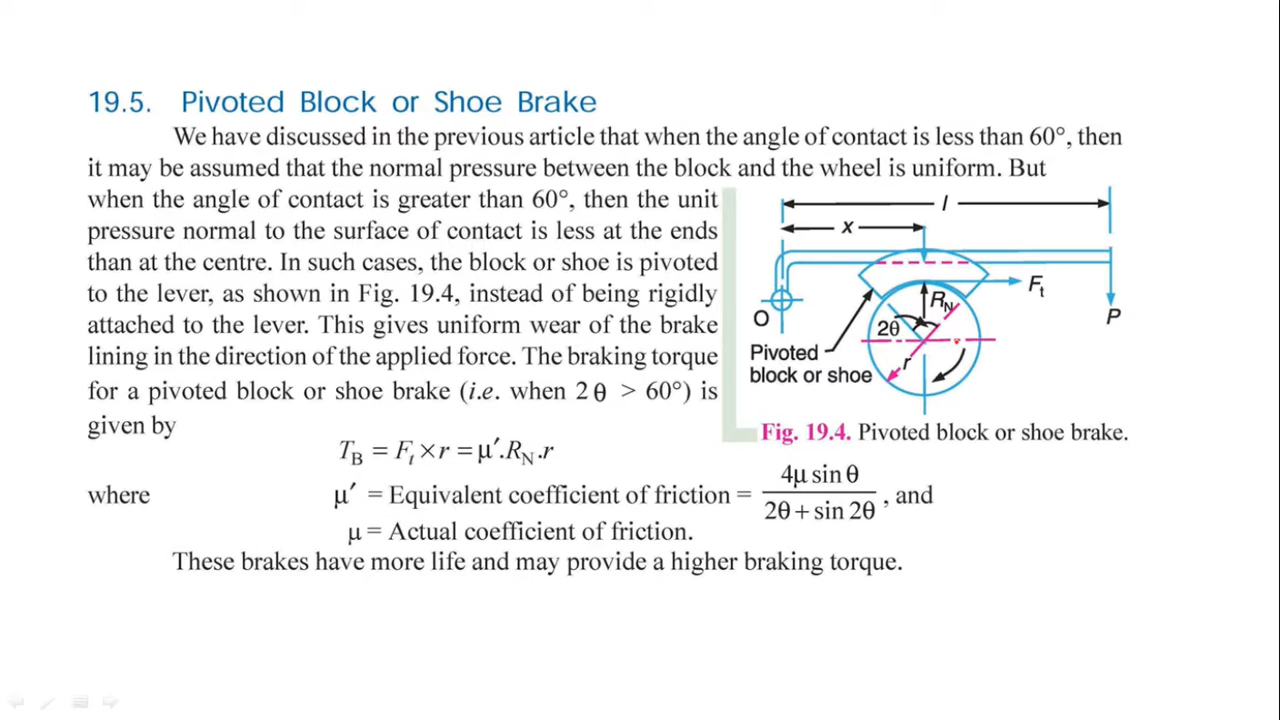 19.5. Pivoted Block or Shoe Brake
We have discussed in the previous article that when the angle of contact is less than 60°, then
it may be assumed that the normal pressure between the block and the wheel is uniform. But
when the angle of contact is greater than 60°, then the unit
pressure normal to the surface of contact is less at the ends
than at the centre. In such cases, the block or shoe is pivoted
to the lever, as shown in Fig. 19.4, instead of being rigidly
attached to the lever. This gives uniform wear of the brake
lining in the direction of the applied force. The braking torque
for a pivoted block or shoe brake (i.e. when 2 θ > 60°) is
given by
l
x
F_t
R_N
O
P
2θ
r
Pivoted
block or shoe
Fig. 19.4. Pivoted block or shoe brake.
T_B = F_t × r = μ′.R_N.r
where
μ′ = Equivalent coefficient of friction = 4μ sin θ / 2θ + sin 2θ , and
μ = Actual coefficient of friction.
These brakes have more life and may provide a higher braking torque.